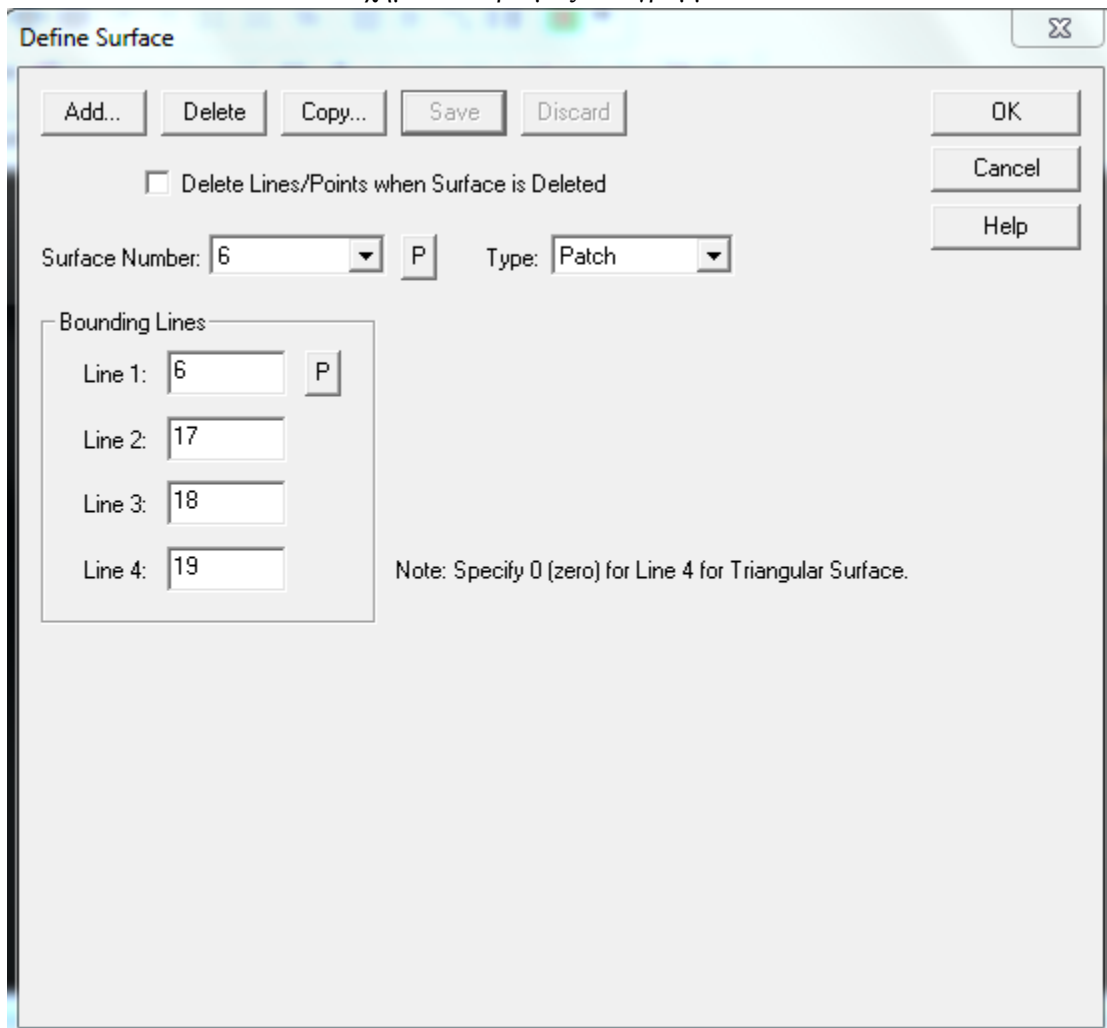 Define Surface
Add... Delete Copy... Save Discard OK
Delete Lines/Points when Surface is Deleted Cancel
Help
Surface Number: 6 P Type: Patch
Bounding Lines
Line 1: 6 P
Line 2: 17
Line 3: 18
Line 4: 19 Note: Specify 0 (zero) for Line 4 for Triangular Surface.